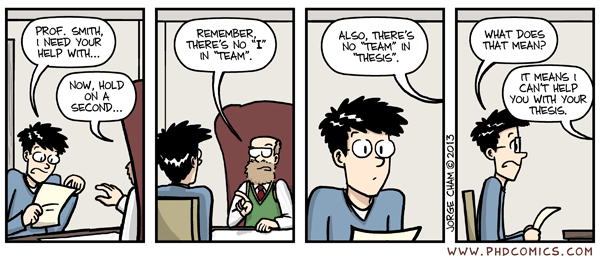 PROF. SMITH,
I NEED YOUR
HELP WITH...
NOW, HOLD
ON A
SECOND...
REMEMBER,
THERE'S NO "I"
IN "TEAM".
ALSO, THERE'S
NO "TEAM" IN
"THESIS".
WHAT DOES
THAT MEAN?
IT MEANS I
CAN'T HELP
YOU WITH YOUR
THESIS.
JORGE CHAM © 2013
WWW.PHDCOMICS.COM